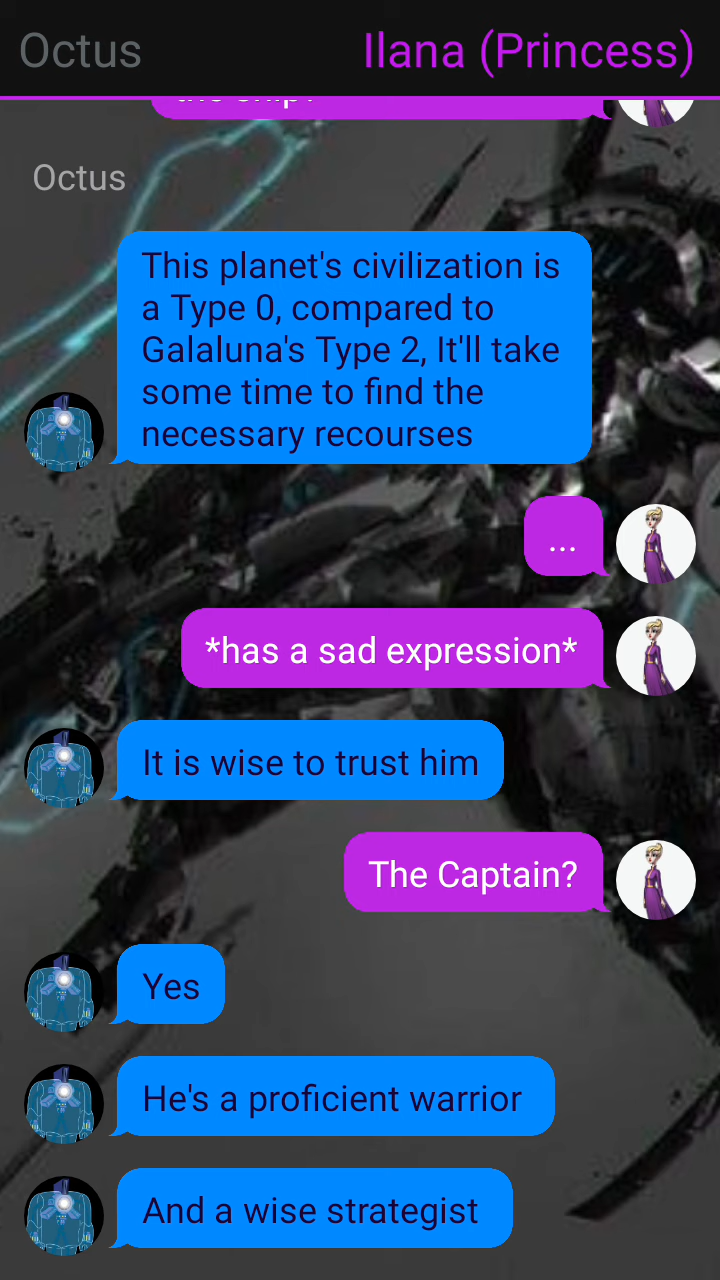 Octus
Ilana (Princess)
Octus
This planet's civilization is
a Type 0, compared to
Galaluna's Type 2, It'll take
some time to find the
necessary recourses
...
*has a sad expression*
It is wise to trust him
The Captain?
Yes
He's a proficient warrior
And a wise strategist